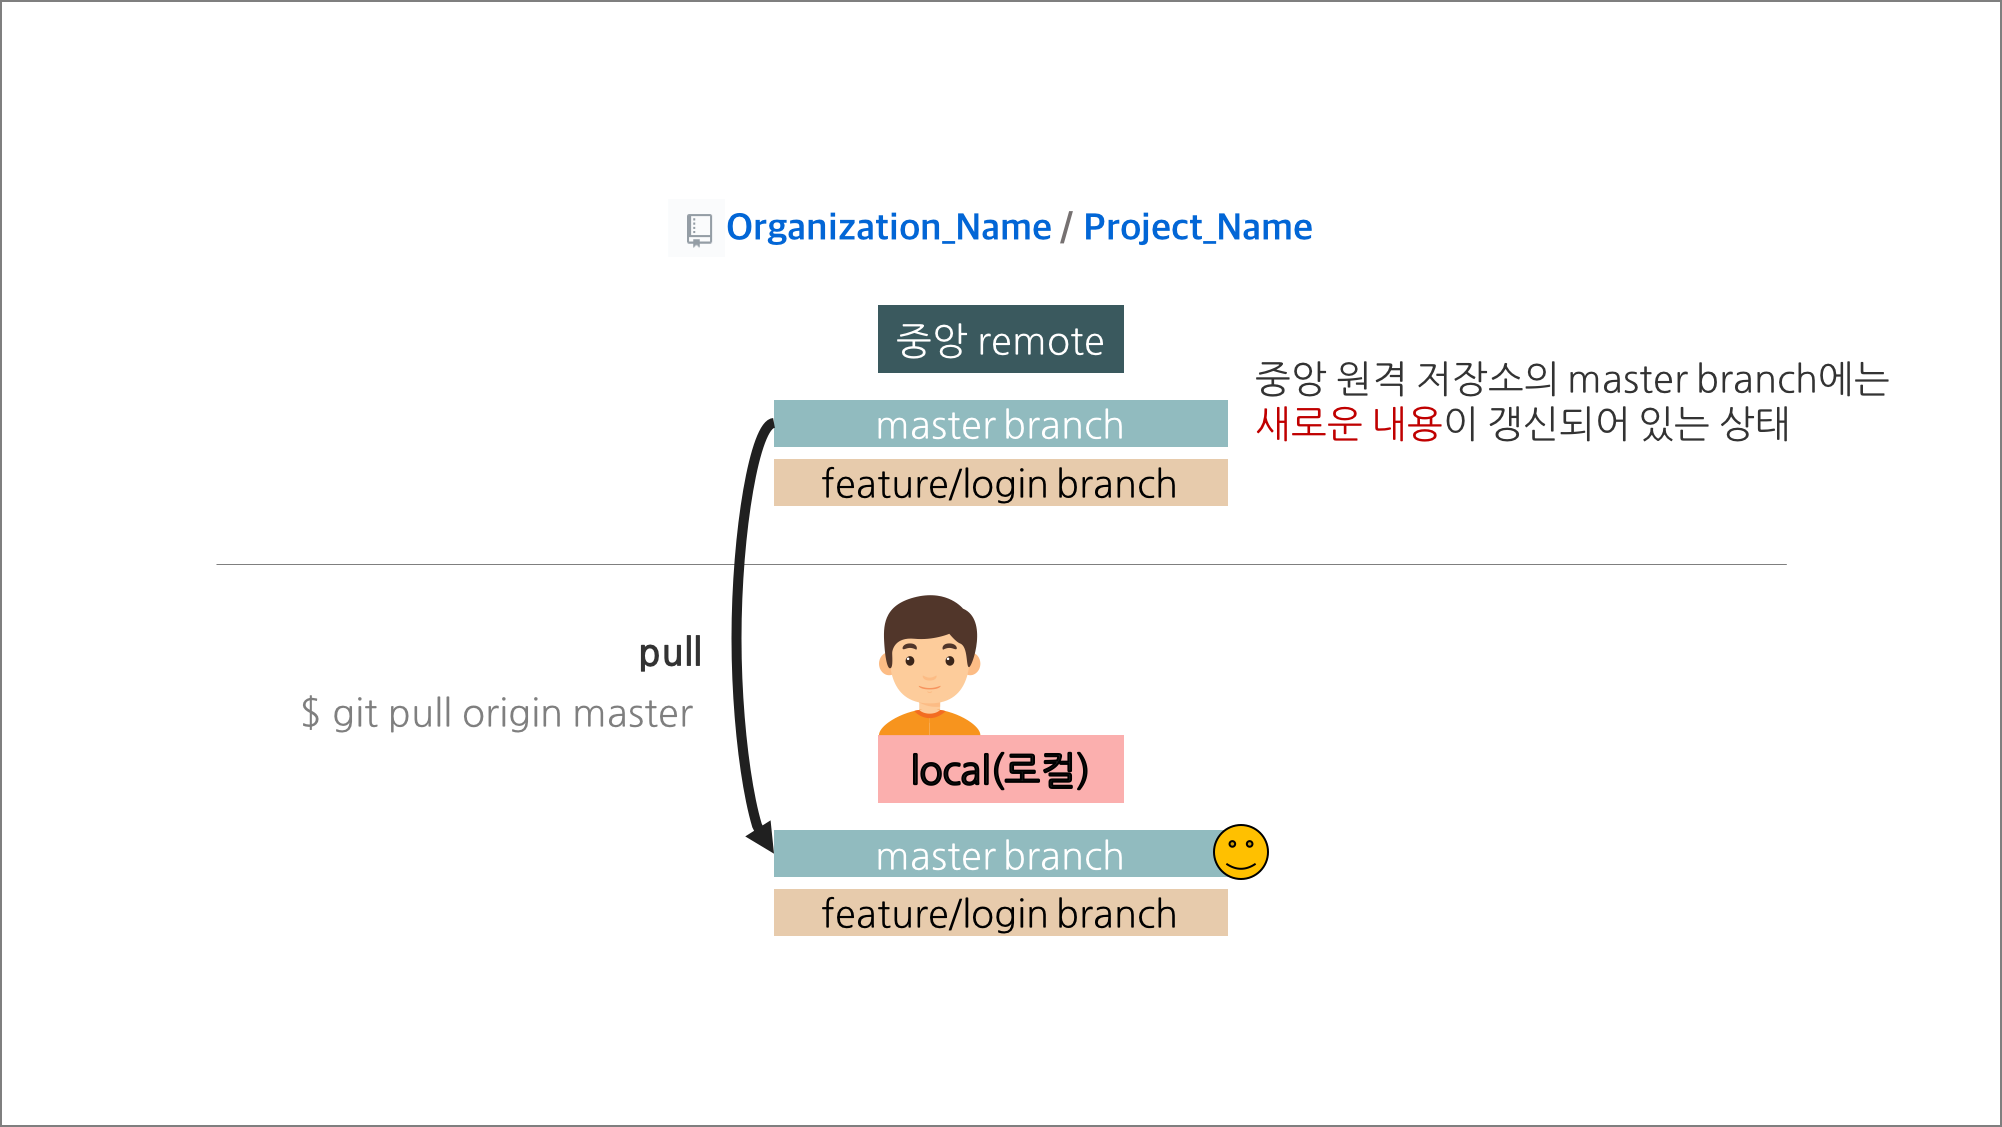 Organization_Name / Project_Name
중앙 remote
중앙 원격 저장소의 master branch에는
새로운 내용이 갱신되어 있는 상태
master branch
feature/login branch
pull
$ git pull origin master
local(로컬)
master branch
feature/login branch